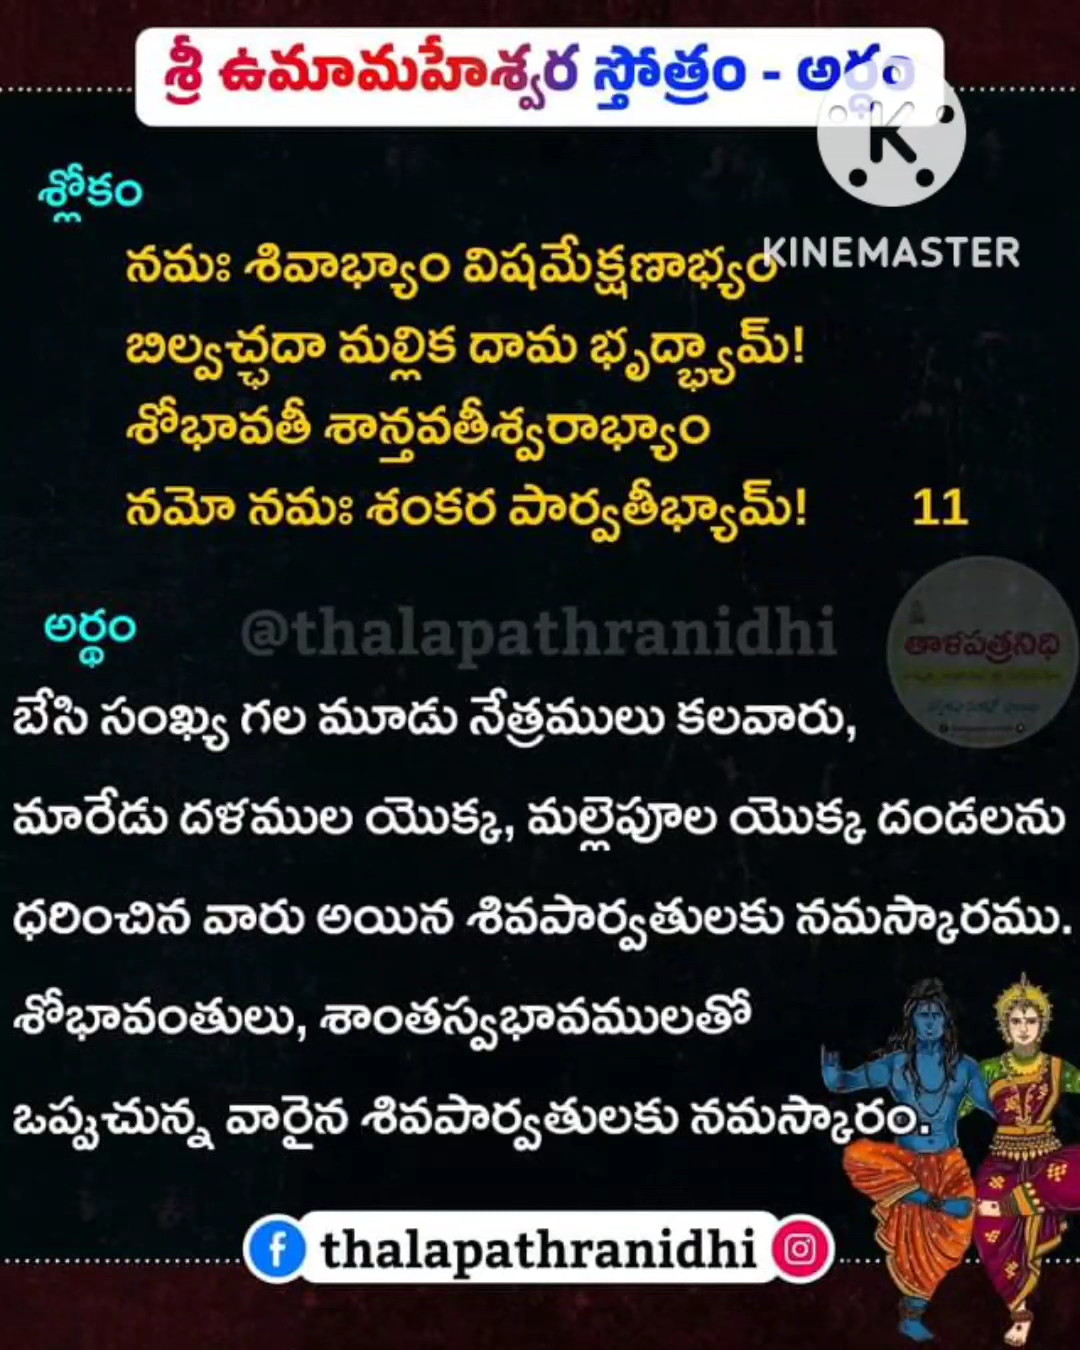 శ్రీ ఉమామహేశ్వర స్తోత్రం - అర్థం
KINEMASTER
శ్లోకం
నమః శివాభ్యాం విషమేక్షణాభ్యం
బిల్వచ్ఛదా మల్లిక దామ భృద్భ్యామ్!
శోభావతీ శాన్తవతీశ్వరాభ్యాం
నమో నమః శంకర పార్వతీభ్యామ్! 11
అర్థం
@thalapathranidhi
తాళపత్రనిధి
బేసి సంఖ్య గల మూడు నేత్రములు కలవారు,
మారేడు దళముల యొక్క, మల్లెపూల యొక్క దండలను
ధరించిన వారు అయిన శివపార్వతులకు నమస్కారము.
శోభావంతులు, శాంతస్వభావములతో
ఒప్పుచున్న వారైన శివపార్వతులకు నమస్కారం.
thalapathranidhi